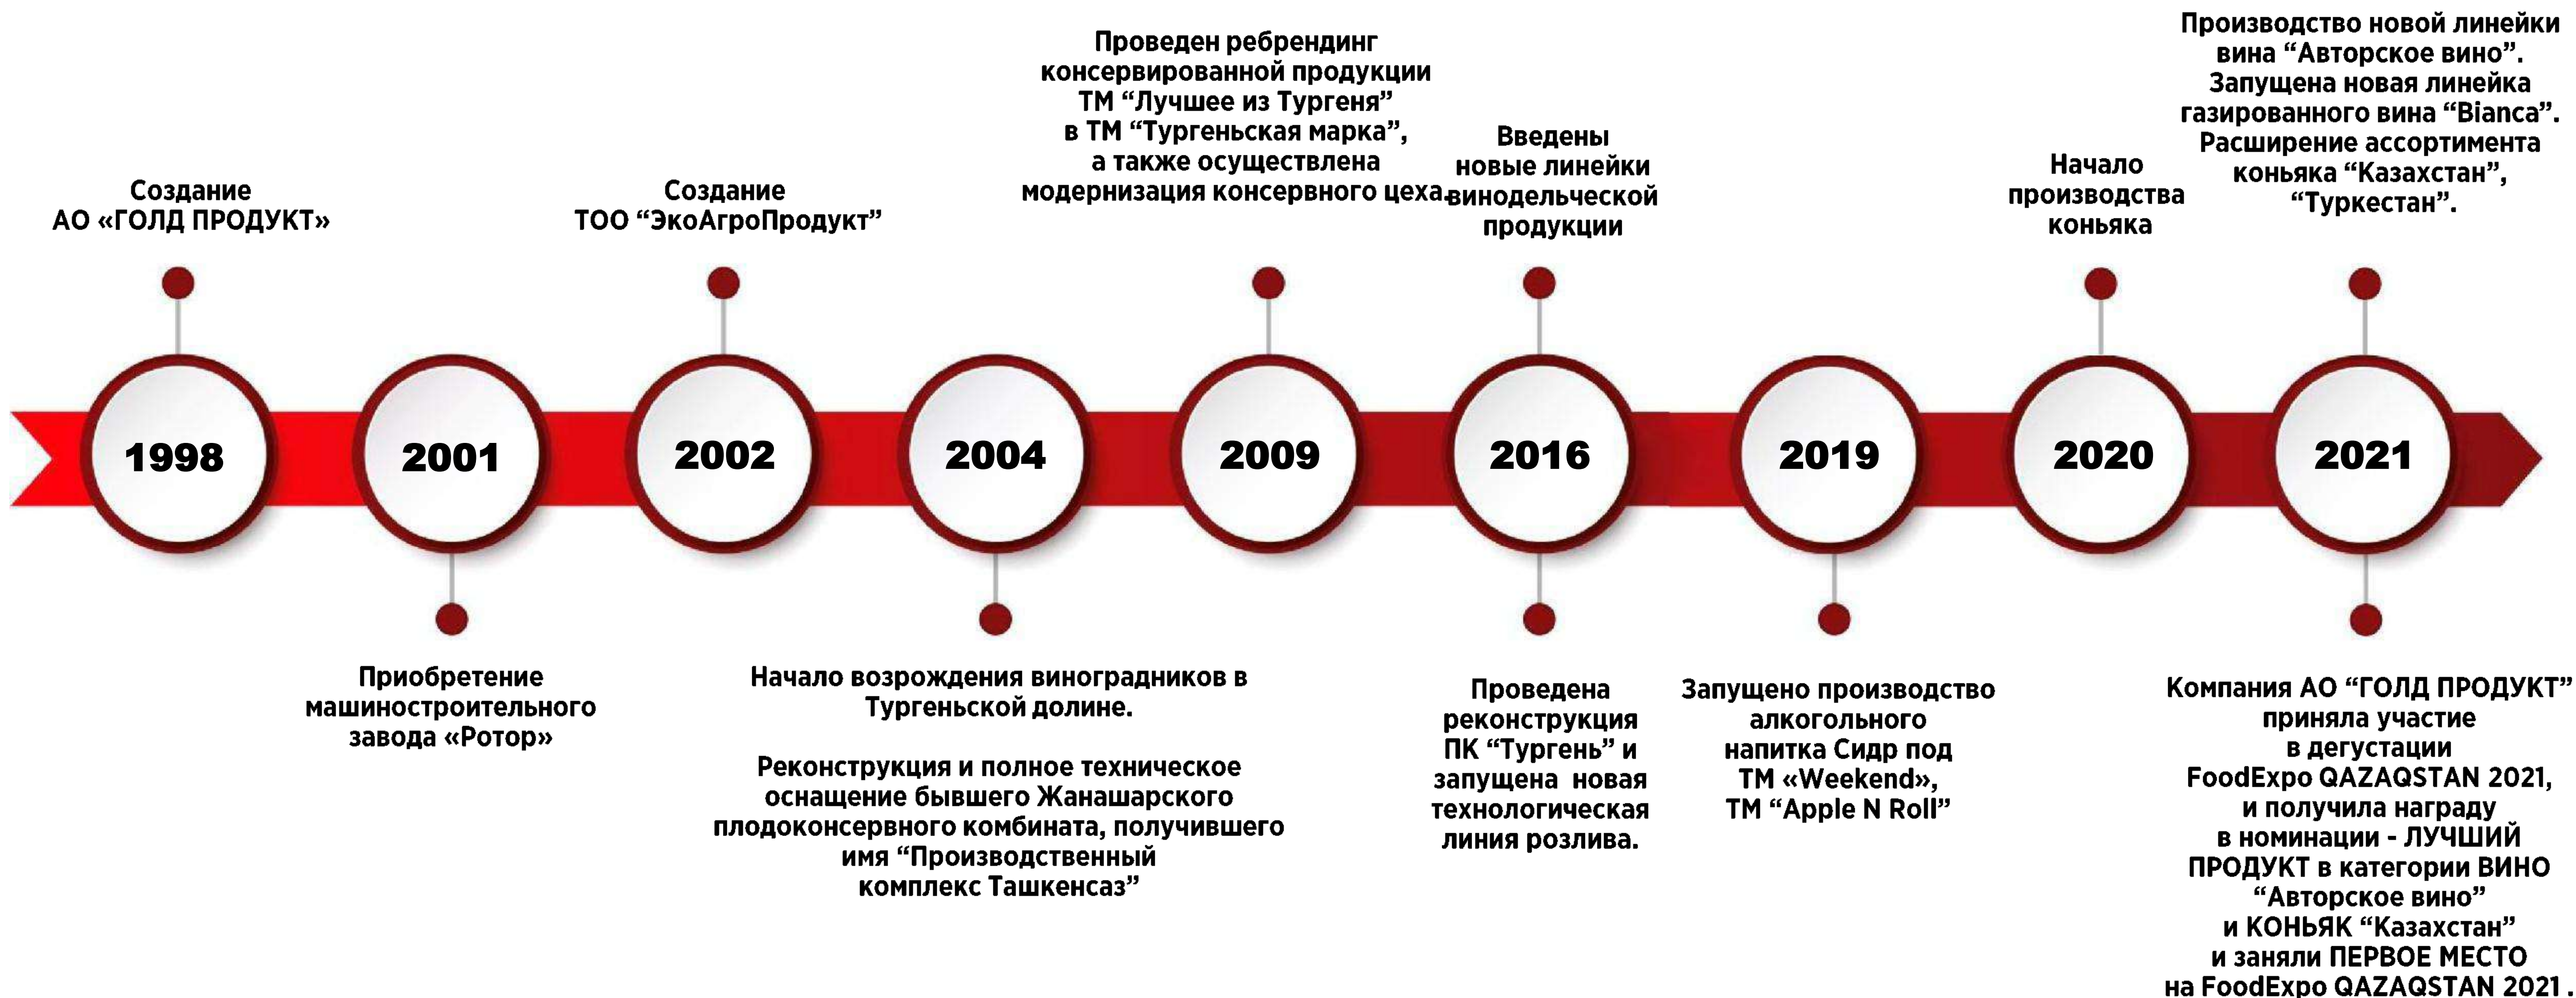 Создание
АО «ГОЛД ПРОДУКТ»
Создание
ТОО “ЭкоАгроПродукт”
Проведен ребрендинг
консервированной продукции
ТМ “Лучшее из Тургеня”
в ТМ “Тургеньская марка”,
а также осуществлена
модернизация консервного цеха.
Введены
новые линейки
винодельческой
продукции
Начало
производства
коньяка
Производство новой линейки
вина “Авторское вино”.
Запущена новая линейка
газированного вина “Bianca”.
Расширение ассортимента
коньяка “Казахстан”,
“Туркестан”.
1998
2001
2002
2004
2009
2016
2019
2020
2021
Приобретение
машиностроительного
завода «Ротор»
Начало возрождения виноградников в
Тургеньской долине.
Реконструкция и полное техническое
оснащение бывшего Жанашарского
плодоконсервного комбината, получившего
имя “Производственный
комплекс Ташкенсаз”
Проведена
реконструкция
ПК “Тургень” и
запущена новая
технологическая
линия розлива.
Запущено производство
алкогольного
напитка Сидр под
ТМ «Weekend»,
ТМ “Apple N Roll”
Компания АО “ГОЛД ПРОДУКТ”
приняла участие
в дегустации
FoodExpo QAZAQSTAN 2021,
и получила награду
в номинации - ЛУЧШИЙ
ПРОДУКТ в категории ВИНО
“Авторское вино”
и КОНЬЯК “Казахстан”
и заняли ПЕРВОЕ МЕСТО
на FoodExpo QAZAQSTAN 2021 .